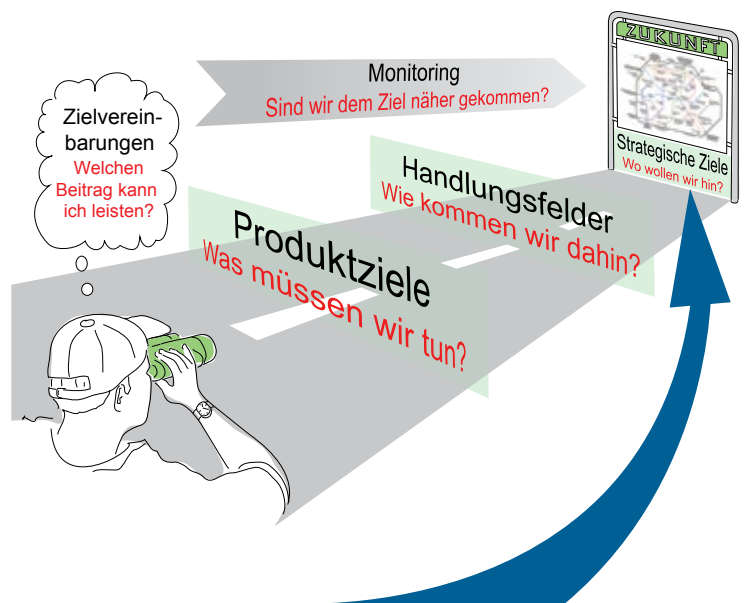 ZUKUNFT
Strategische Ziele
Wo wollen wir hin?
Monitoring
Sind wir dem Ziel näher gekommen?
Zielverein-
barungen
Welchen
Beitrag kann
ich leisten?
Handlungsfelder
Wie kommen wir dahin?
Produktziele
Was müssen wir tun?